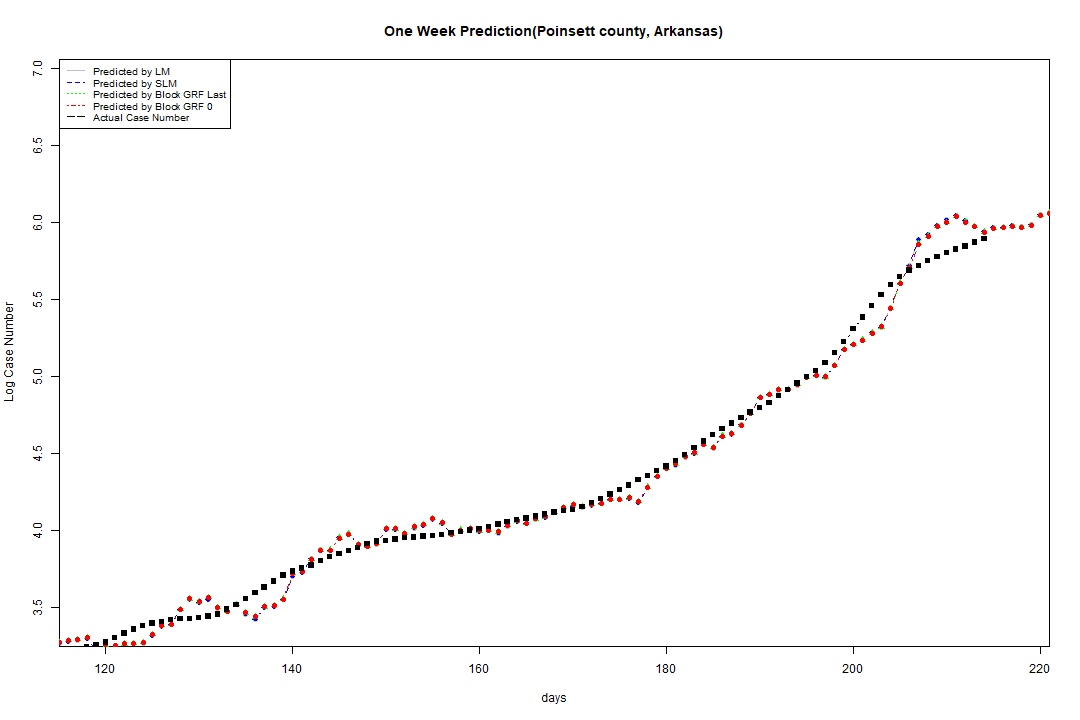 One Week Prediction(Poinsett county, Arkansas)
Predicted by LM
Predicted by SLM
Predicted by Block GRF Last
Predicted by Block GRF 0
Actual Case Number
7.0
6.5
6.0
5.5
5.0
4.5
4.0
3.5
Log Case Number
120 140 160 180 200 220
days